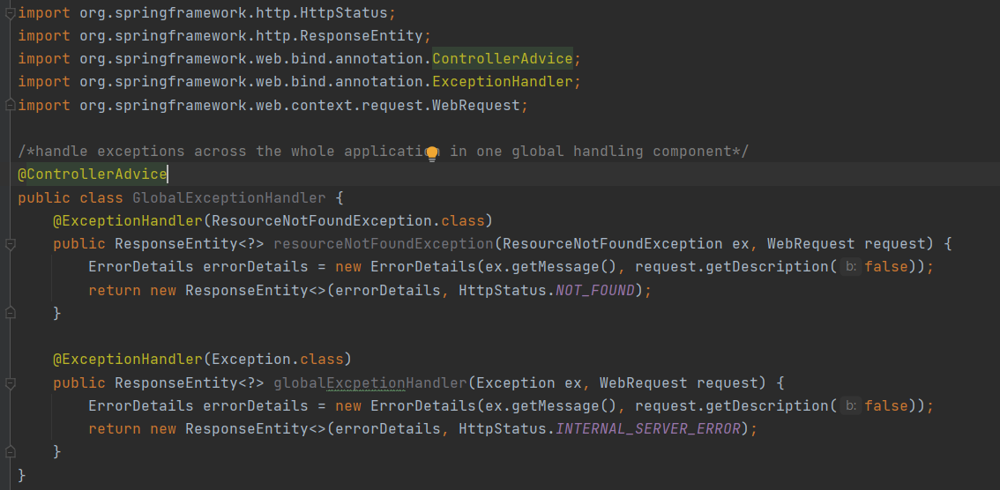 import org.springframework.http.HttpStatus;
import org.springframework.http.ResponseEntity;
import org.springframework.web.bind.annotation.ControllerAdvice;
import org.springframework.web.bind.annotation.ExceptionHandler;
import org.springframework.web.context.request.WebRequest;
/*handle exceptions across the whole application in one global handling component*/
@ControllerAdvice
public class GlobalExceptionHandler {
@ExceptionHandler(ResourceNotFoundException.class)
public ResponseEntity<?> resourceNotFoundException(ResourceNotFoundException ex, WebRequest request) {
ErrorDetails errorDetails = new ErrorDetails(ex.getMessage(), request.getDescription( b: false));
return new ResponseEntity<>(errorDetails, HttpStatus.NOT_FOUND);
}
@ExceptionHandler(Exception.class)
public ResponseEntity<?> globalExcpetionHandler(Exception ex, WebRequest request) {
ErrorDetails errorDetails = new ErrorDetails(ex.getMessage(), request.getDescription( b: false));
return new ResponseEntity<>(errorDetails, HttpStatus.INTERNAL_SERVER_ERROR);
}
}